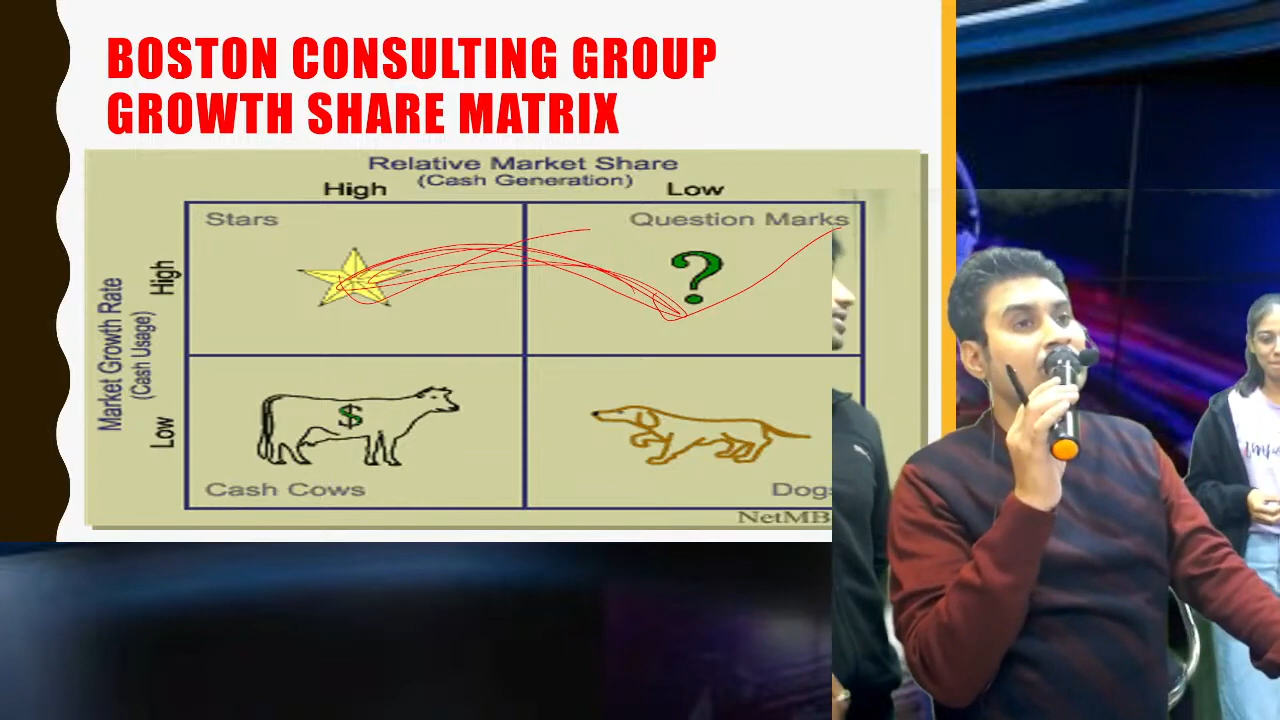 BOSTON CONSULTING GROUP
GROWTH SHARE MATRIX
Relative Market Share
(Cash Generation)
High
Low
Stars
Question Marks
Market Growth Rate
(Cash Usage)
High
Low
?
$
Cash Cows
Dogs
NetMB